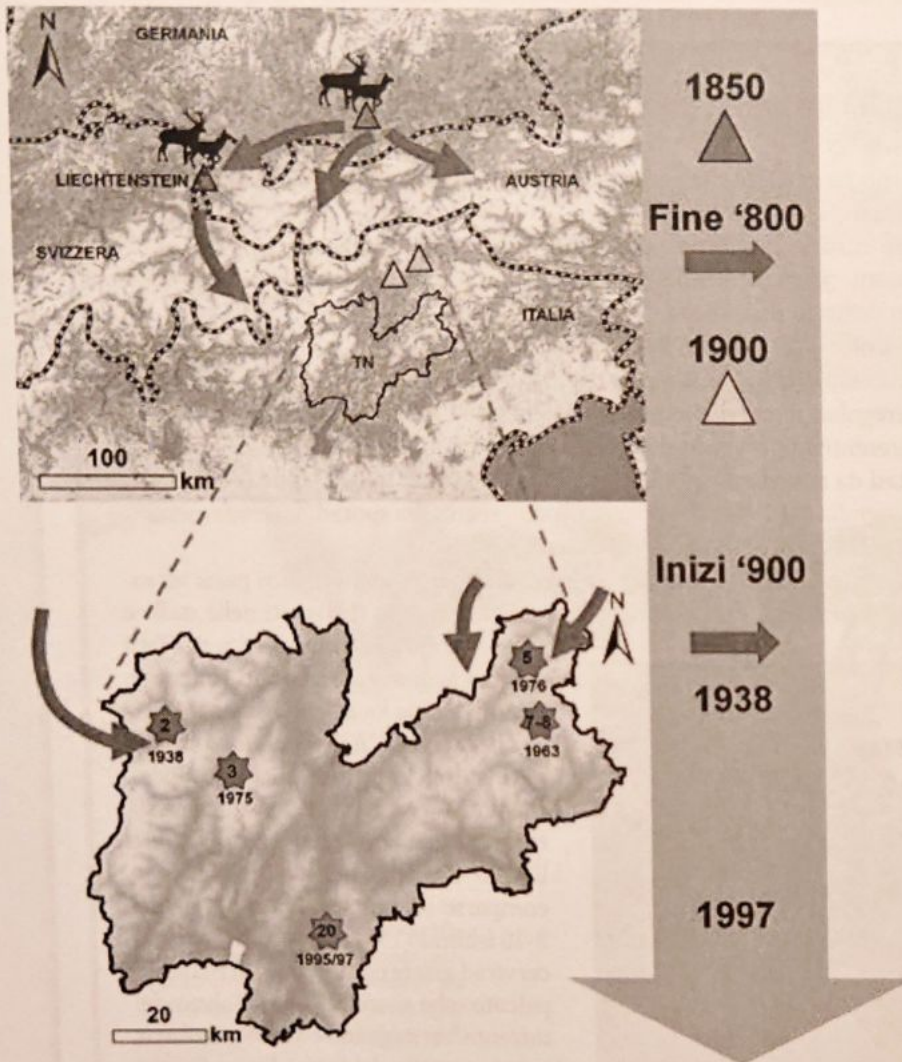 N
GERMANIA
LIECHTENSTEIN
AUSTRIA
SVIZZERA
ITALIA
TN
100
km
1850
Fine ‘800
1900
Inizi ‘900
1938
1997
N
5
1976
2
1938
7-8
1963
3
1975
20
1995/97
20
km